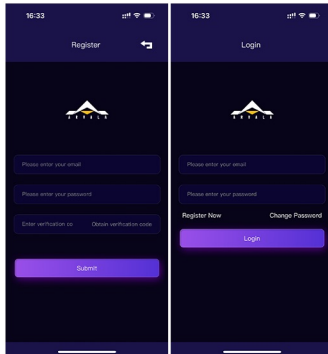 16:33
Register
Please enter your email
Please enter your password
Enter verification co
Obtain verification code
Submit
16:33
Login
Please enter your email
Please enter your password
Register Now
Change Password
Login